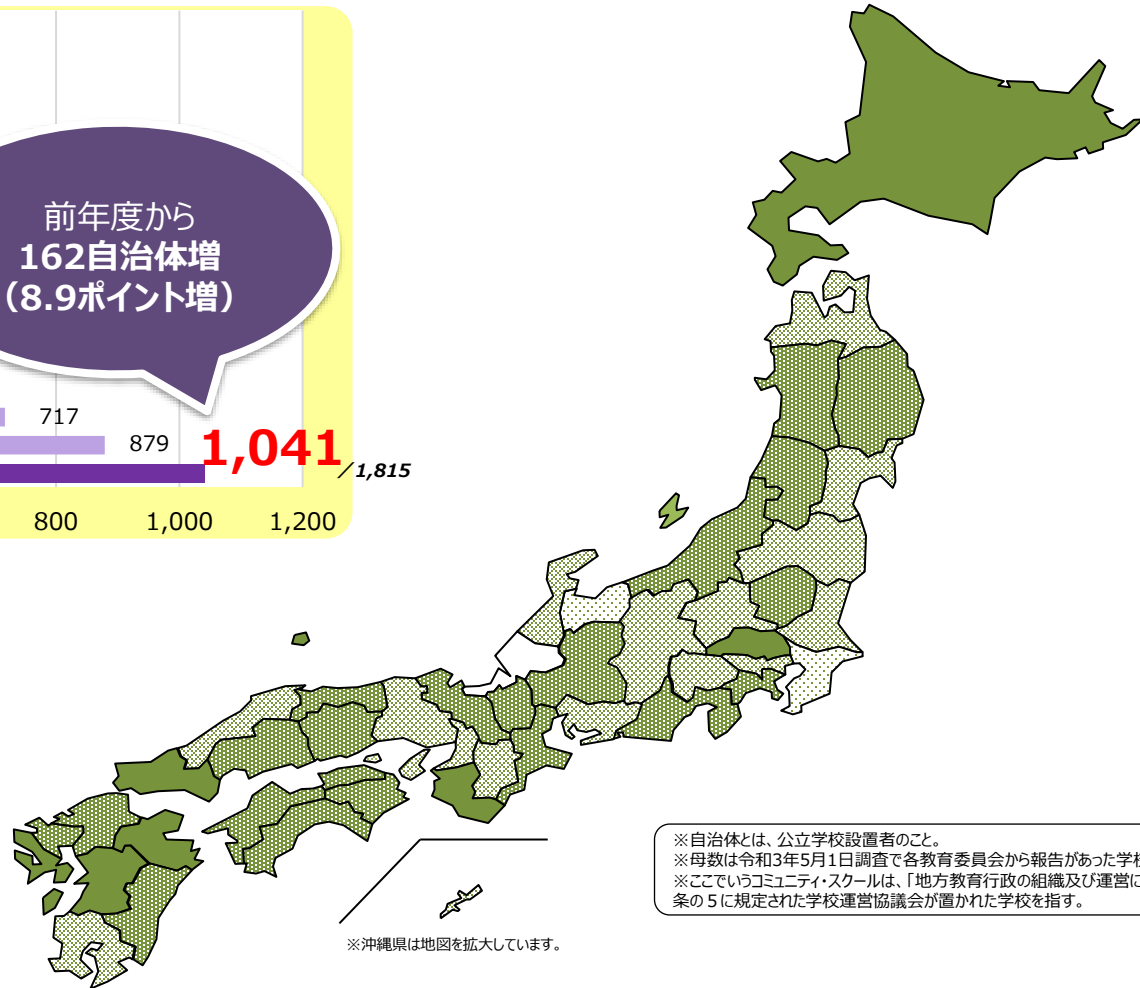 前年度から
162自治体増
（8.9ポイント増）
717
879
1,041
／1,815
800
1,000
1,200
※自治体とは、公立学校設置者のこと。
※母数は令和3年5月1日調査で各教育委員会から報告があった学校
※ここでいうコミュニティ・スクールは、「地方教育行政の組織及び運営に
条の５に規定された学校運営協議会が置かれた学校を指す。
※沖縄県は地図を拡大しています。